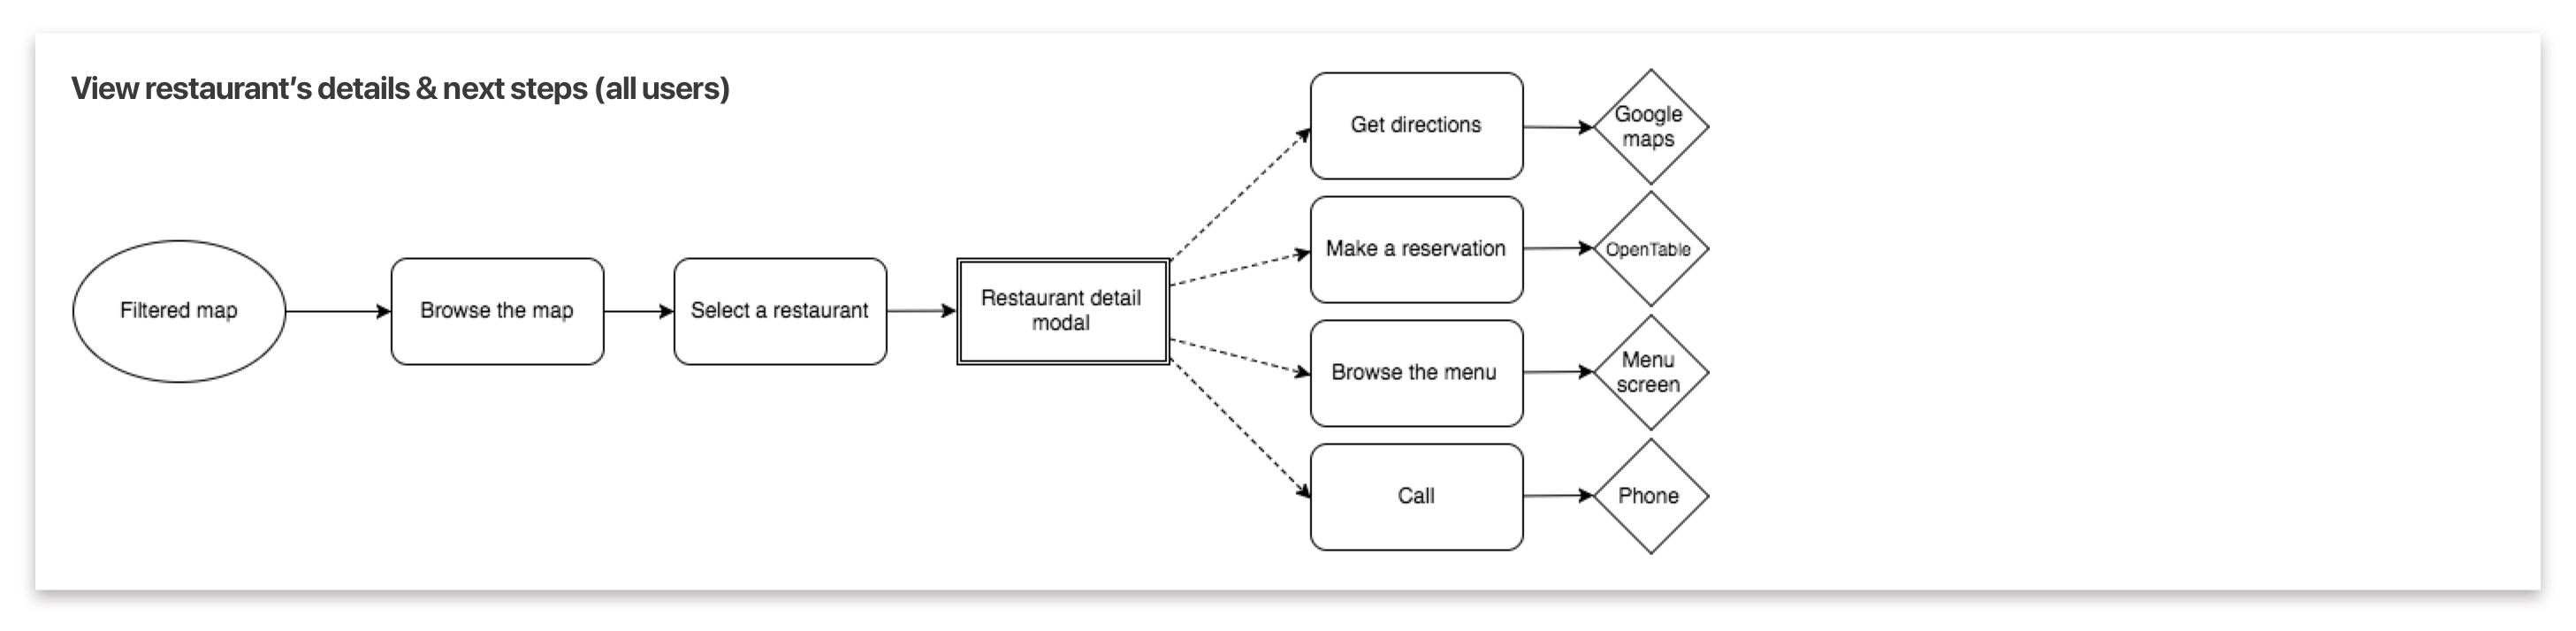 View restaurant’s details & next steps (all users)
Filtered map
Browse the map
Select a restaurant
Restaurant detail
modal
Get directions
Google
maps
Make a reservation
OpenTable
Browse the menu
Menu
screen
Call
Phone